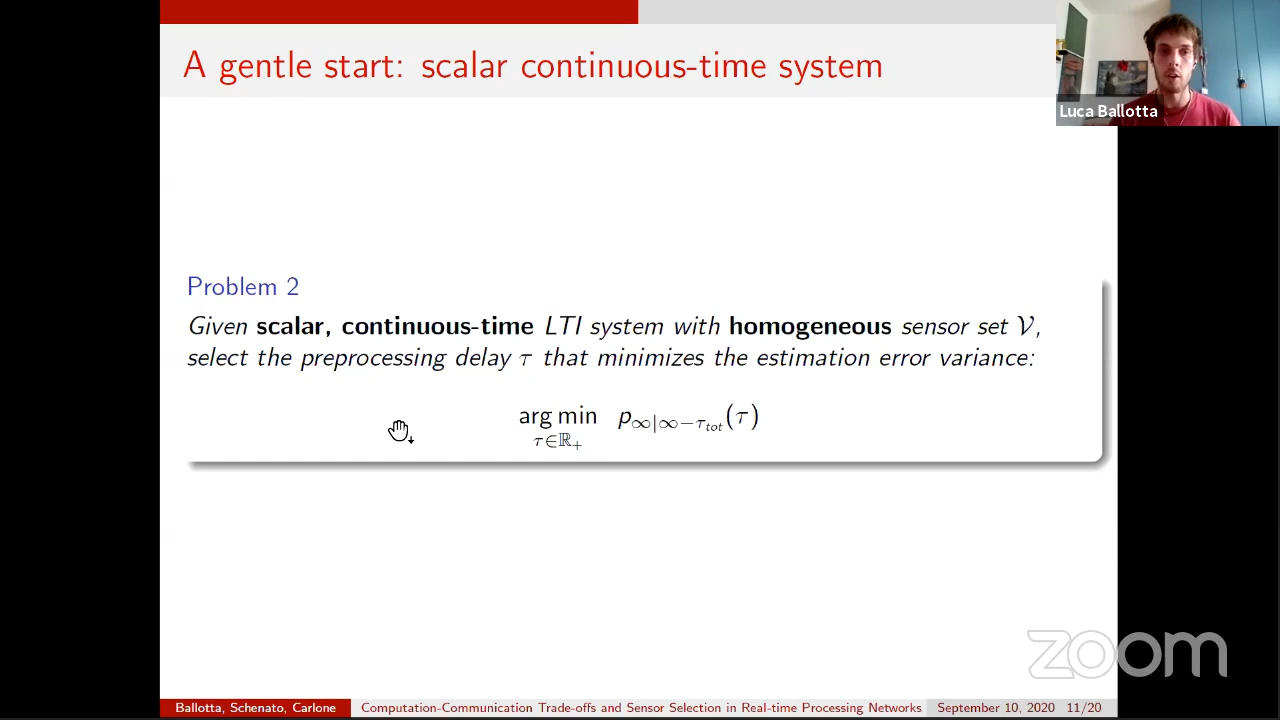 A gentle start: scalar continuous-time system
Luca Ballotta
Problem 2
Given scalar, continuous-time LTI system with homogeneous sensor set 𝒱,
select the preprocessing delay τ that minimizes the estimation error variance:
arg min p∞|∞−τtot(τ)
τ∈ℝ+
zoom
Ballotta, Schenato, Carlone Computation-Communication Trade-offs and Sensor Selection in Real-time Processing Networks September 10, 2020 11/20